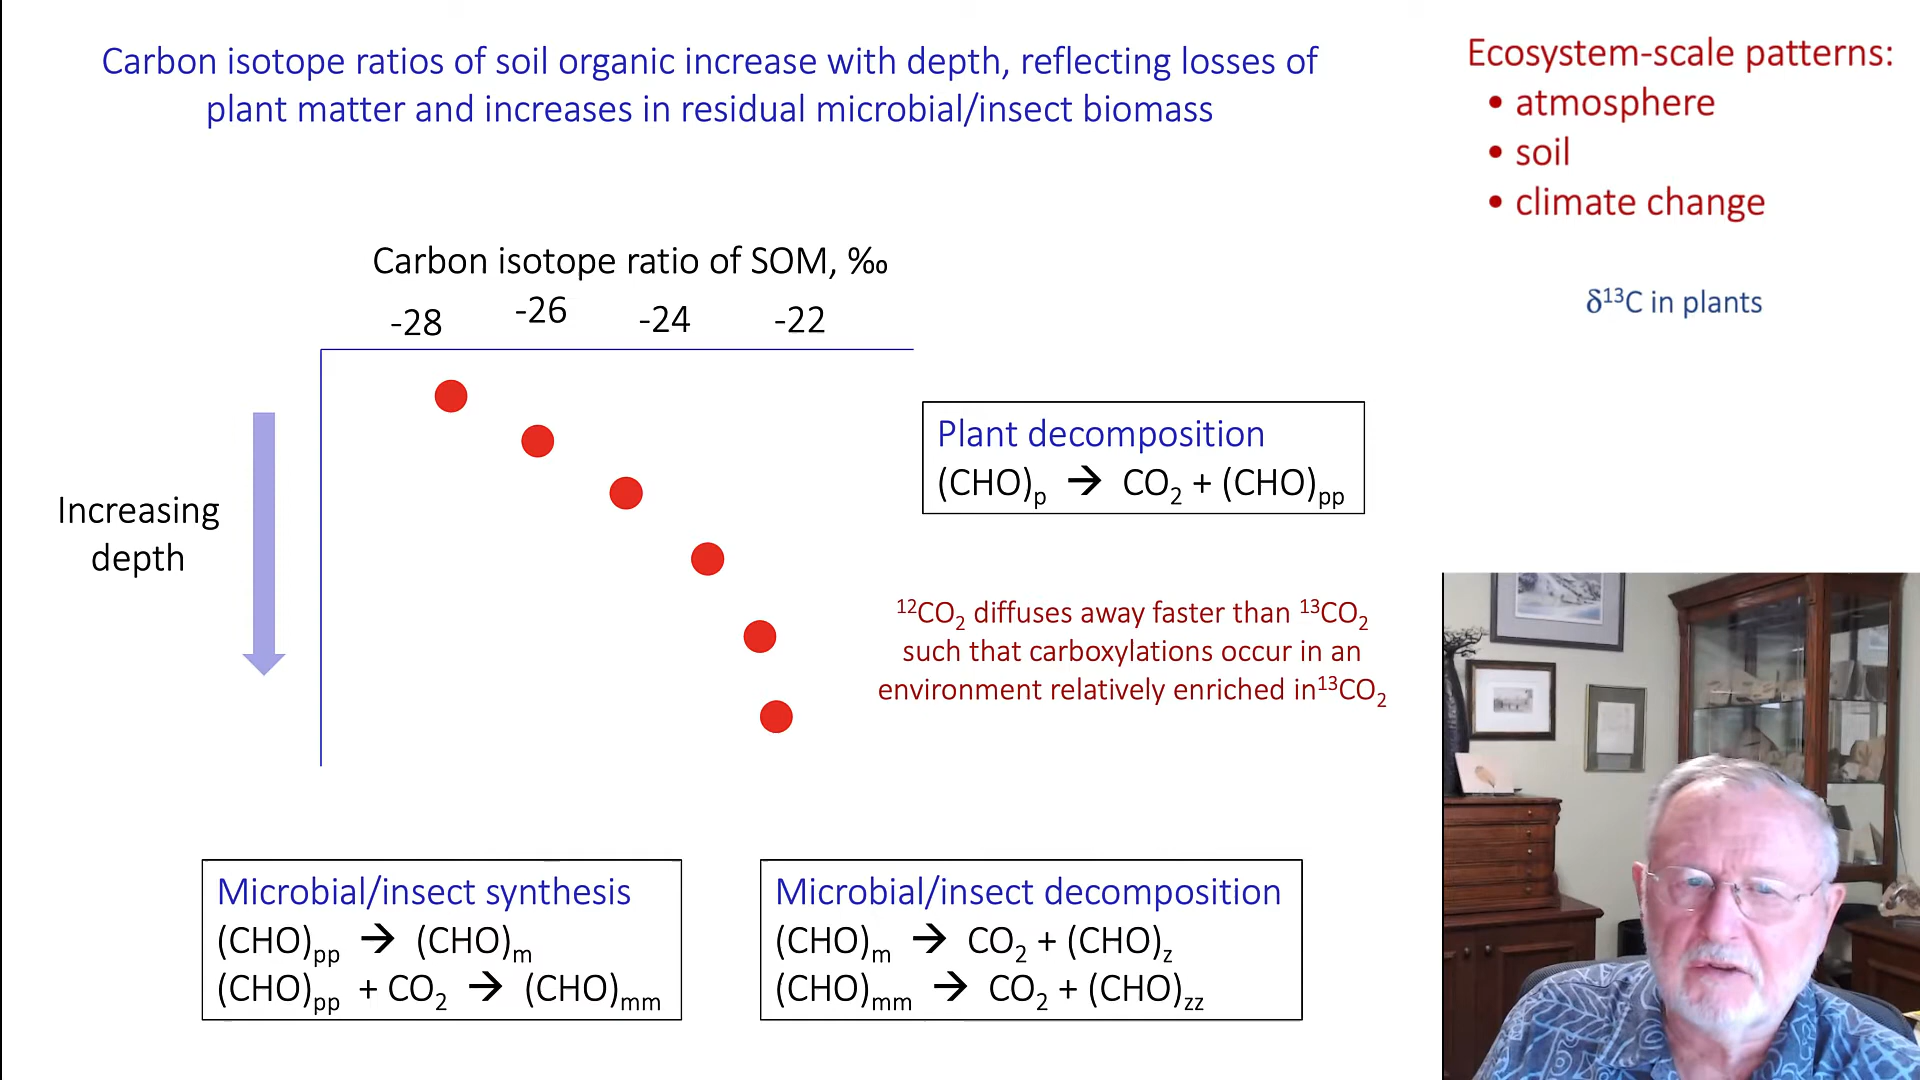 Carbon isotope ratios of soil organic increase with depth, reflecting losses of
plant matter and increases in residual microbial/insect biomass
Ecosystem-scale patterns:
• atmosphere
• soil
• climate change
δ¹³C in plants
Carbon isotope ratio of SOM, ‰
-28 -26 -24 -22
Increasing
depth
Plant decomposition
(CHO)p → CO₂ + (CHO)pp
¹²CO₂ diffuses away faster than ¹³CO₂
such that carboxylations occur in an
environment relatively enriched in¹³CO₂
Microbial/insect synthesis
(CHO)pp → (CHO)m
(CHO)pp + CO₂ → (CHO)mm
Microbial/insect decomposition
(CHO)m → CO₂ + (CHO)z
(CHO)mm → CO₂ + (CHO)zz